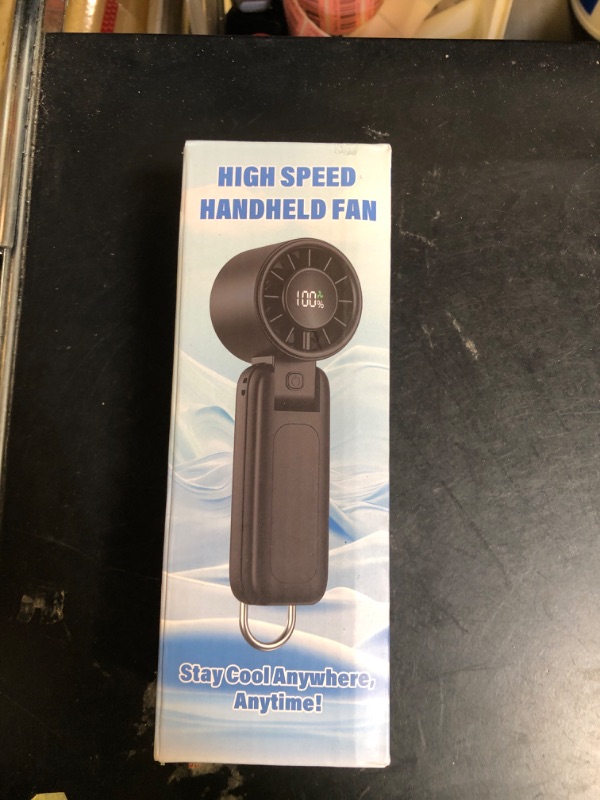 HIGH SPEED
HANDHELD FAN
100%
Stay Cool Anywhere,
Anytime!